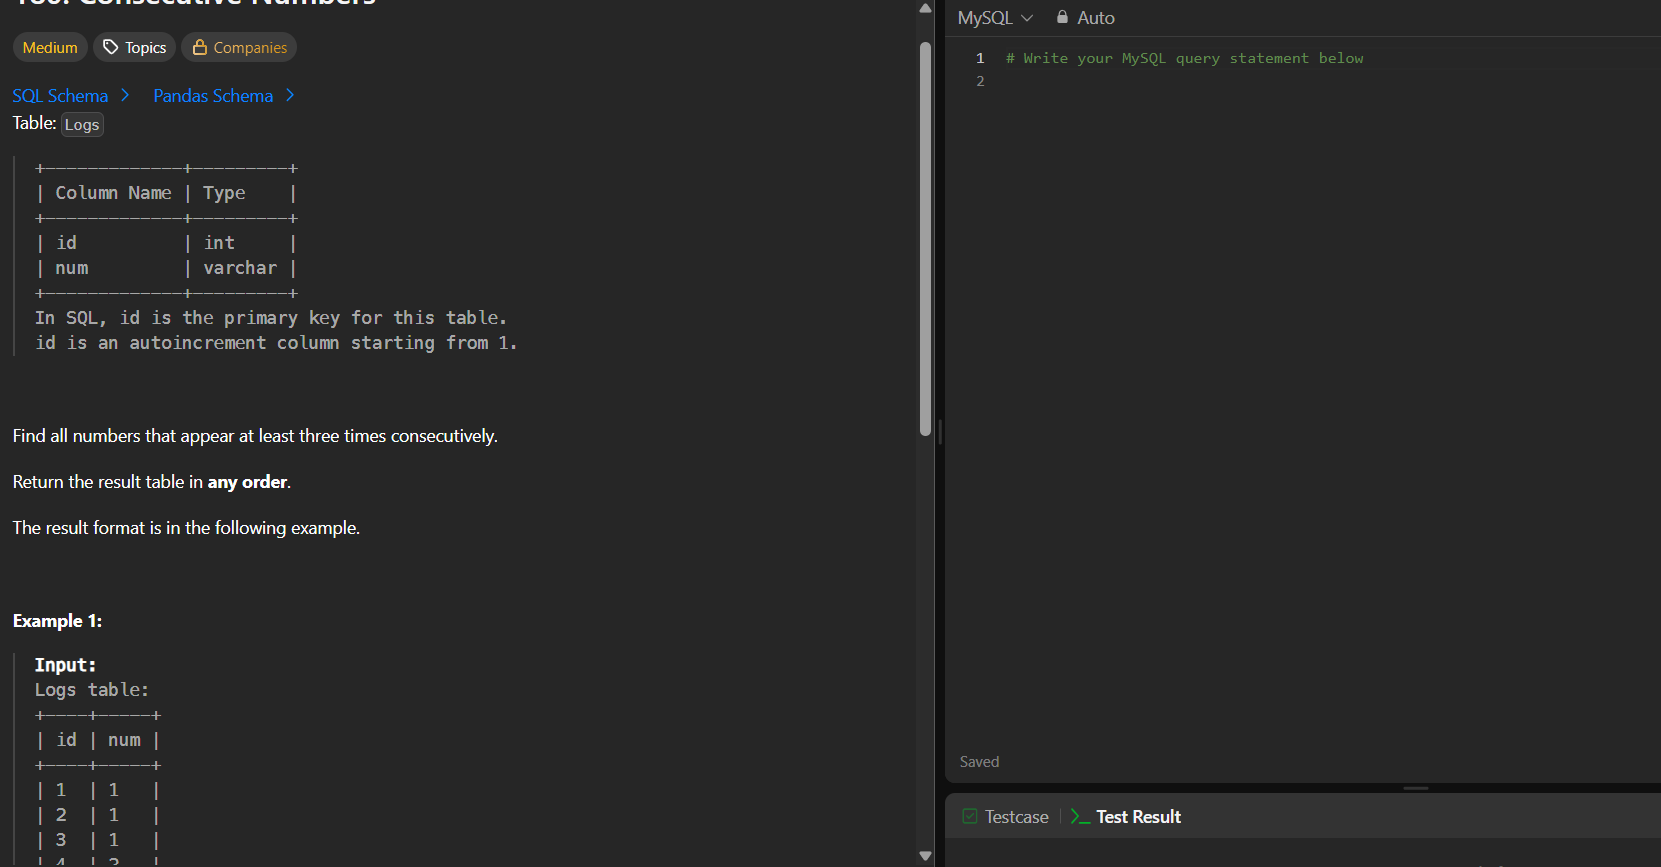 Consecutive Numbers
Medium Topics Companies
SQL Schema > Pandas Schema >
Table: Logs
+-------------+---------+
| Column Name | Type    |
+-------------+---------+
| id          | int     |
| num         | varchar |
+-------------+---------+
In SQL, id is the primary key for this table.
id is an autoincrement column starting from 1.
Find all numbers that appear at least three times consecutively.
Return the result table in any order.
The result format is in the following example.
Example 1:
Input:
Logs table:
+----+-----+
| id | num |
+----+-----+
| 1  | 1   |
| 2  | 1   |
| 3  | 1   |
MySQL Auto
1 # Write your MySQL query statement below
2
Saved
Testcase | >_ Test Result